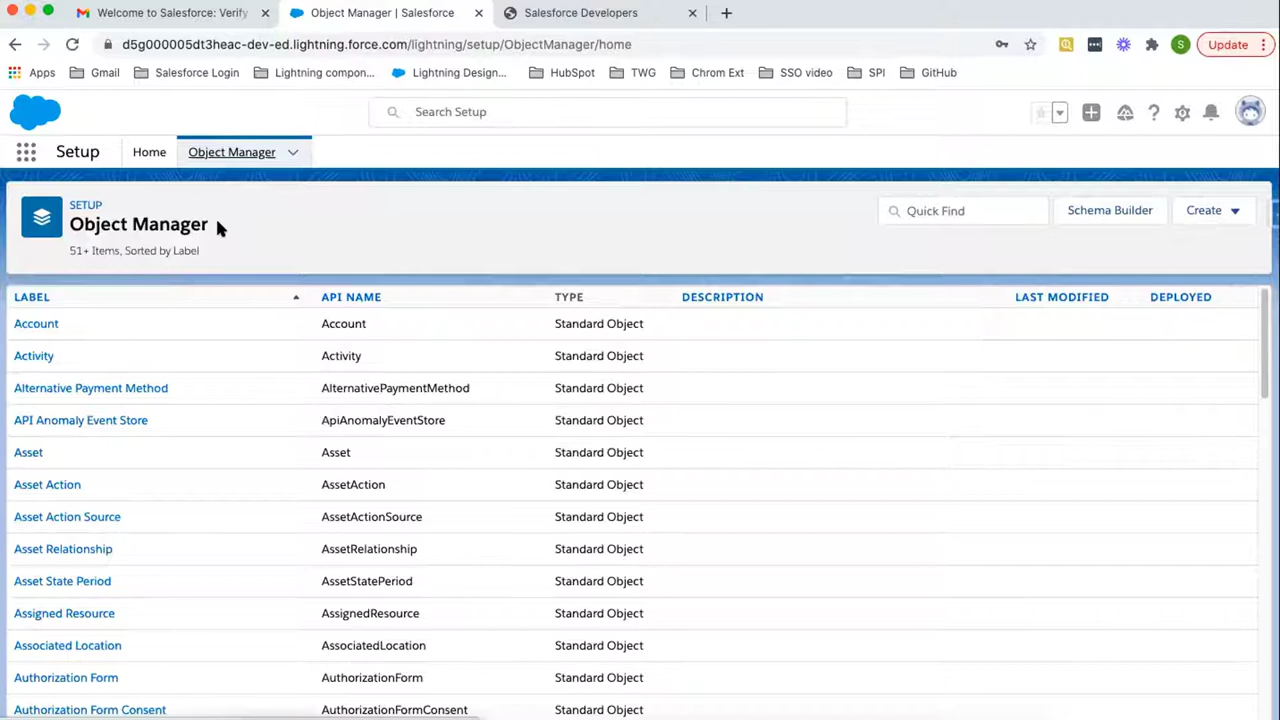 Welcome to Salesforce: Verify
Object Manager | Salesforce
Salesforce Developers
d5g000005dt3heac-dev-ed.lightning.force.com/lightning/setup/ObjectManager/home
S
Update
Apps
Gmail
Salesforce Login
Lightning compon...
Lightning Design...
HubSpot
TWG
Chrom Ext
SSO video
SPI
GitHub
Search Setup
Setup
Home
Object Manager
SETUP
Object Manager
51+ Items, Sorted by Label
Quick Find
Schema Builder
Create
LABEL API NAME TYPE DESCRIPTION LAST MODIFIED DEPLOYED
Account Account Standard Object
Activity Activity Standard Object
Alternative Payment Method AlternativePaymentMethod Standard Object
API Anomaly Event Store ApiAnomalyEventStore Standard Object
Asset Asset Standard Object
Asset Action AssetAction Standard Object
Asset Action Source AssetActionSource Standard Object
Asset Relationship AssetRelationship Standard Object
Asset State Period AssetStatePeriod Standard Object
Assigned Resource AssignedResource Standard Object
Associated Location AssociatedLocation Standard Object
Authorization Form AuthorizationForm Standard Object
Authorization Form Consent AuthorizationFormConsent Standard Object